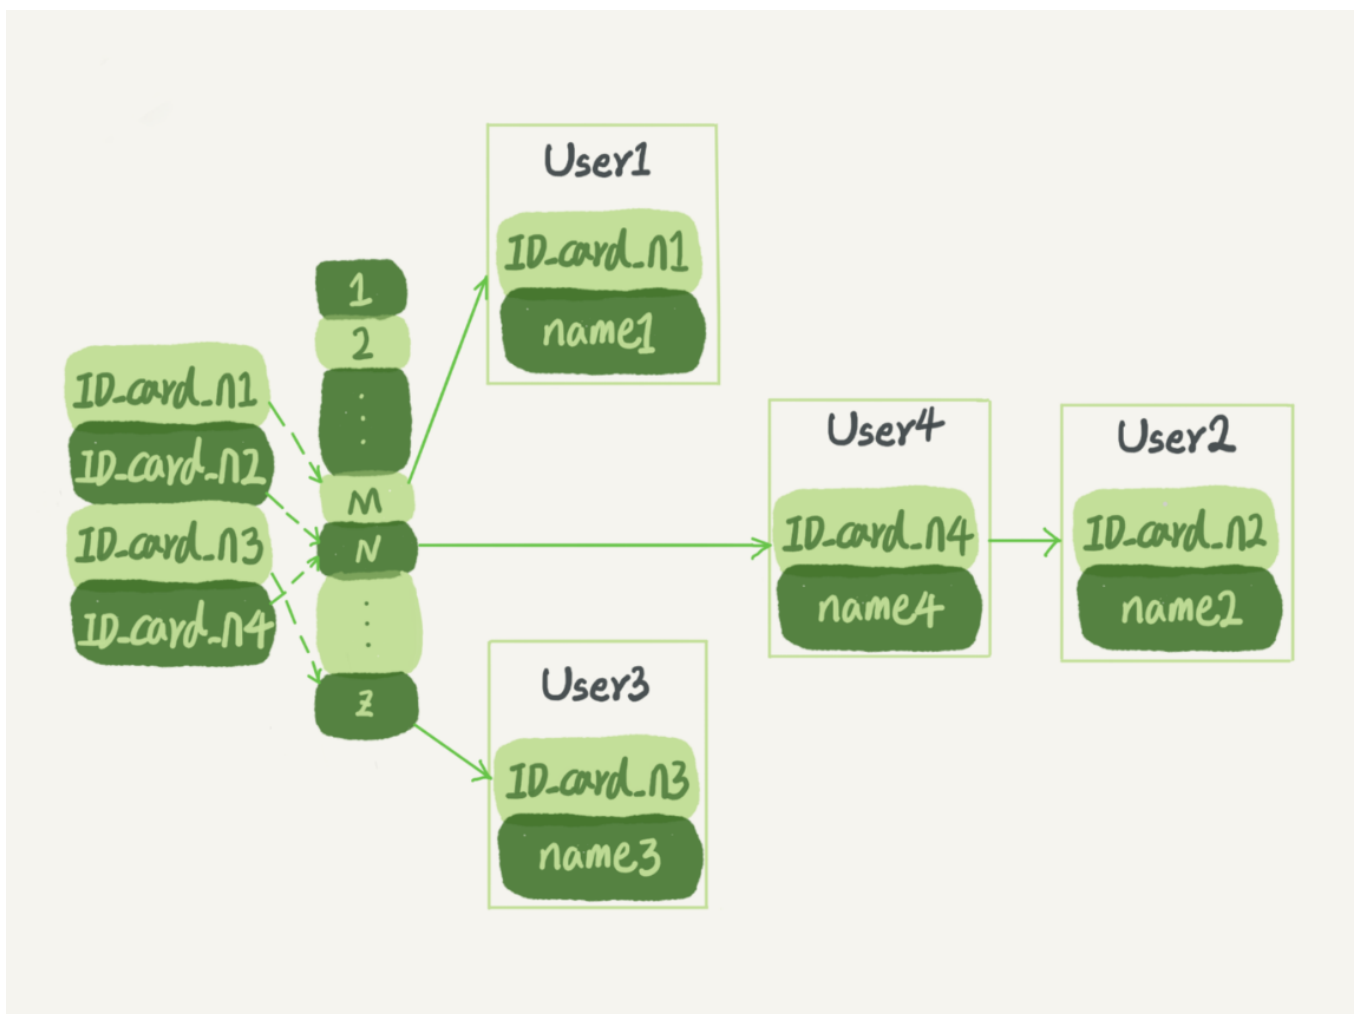 User1
ID_card_n1
name1
1
2
ID_card_n1
ID_card_n2
ID_card_n3
ID_card_n4
M
N
Z
User4
ID_card_n4
name4
User2
ID_card_n2
name2
User3
ID_card_n3
name3